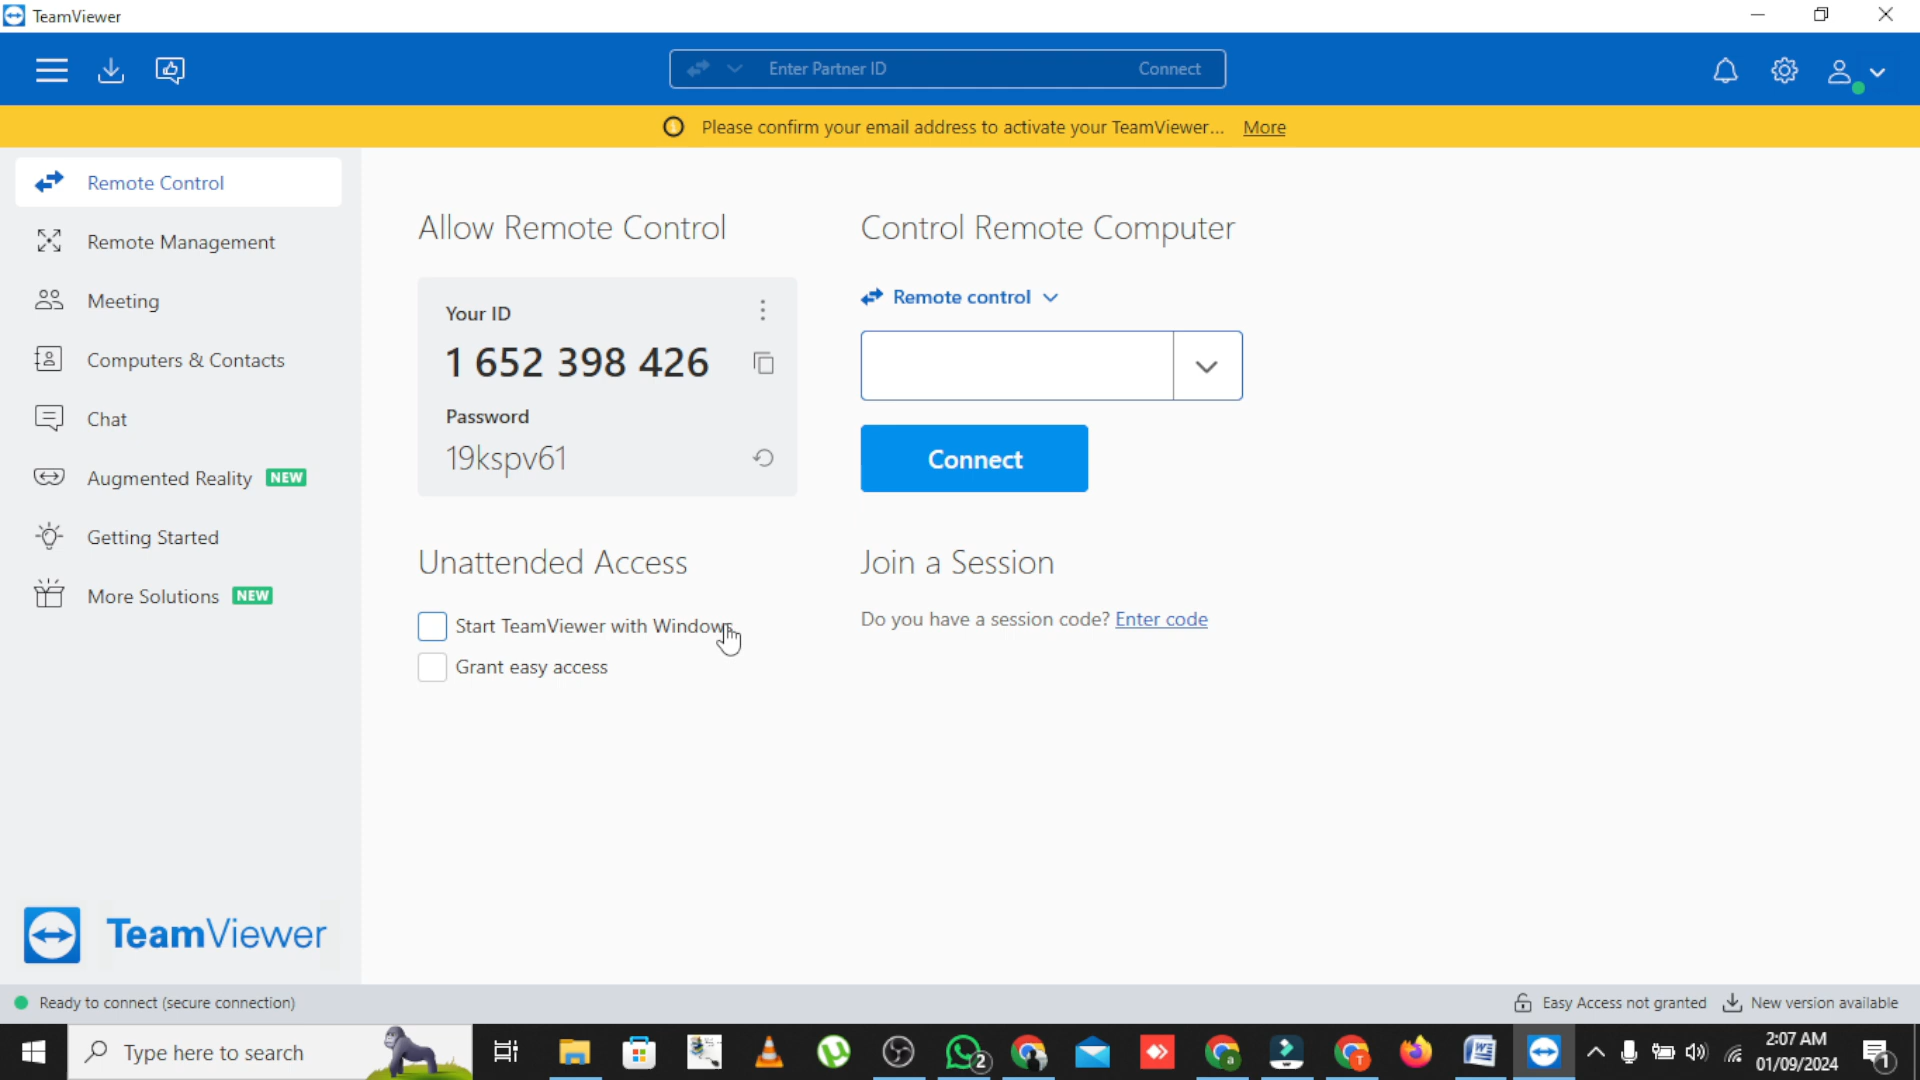 TeamViewer
Enter Partner ID
Connect
Please confirm your email address to activate your TeamViewer... More
Remote Control
Remote Management
Meeting
Computers & Contacts
Chat
Augmented Reality NEW
Getting Started
More Solutions NEW
Allow Remote Control
Your ID
1 652 398 426
Password
19kspv61
Unattended Access
Start TeamViewer with Windows
Grant easy access
Control Remote Computer
Remote control
Connect
Join a Session
Do you have a session code? Enter code
TeamViewer
Ready to connect (secure connection)
Easy Access not granted
New version available
Type here to search
2
a
T
2:07 AM
01/09/2024
1